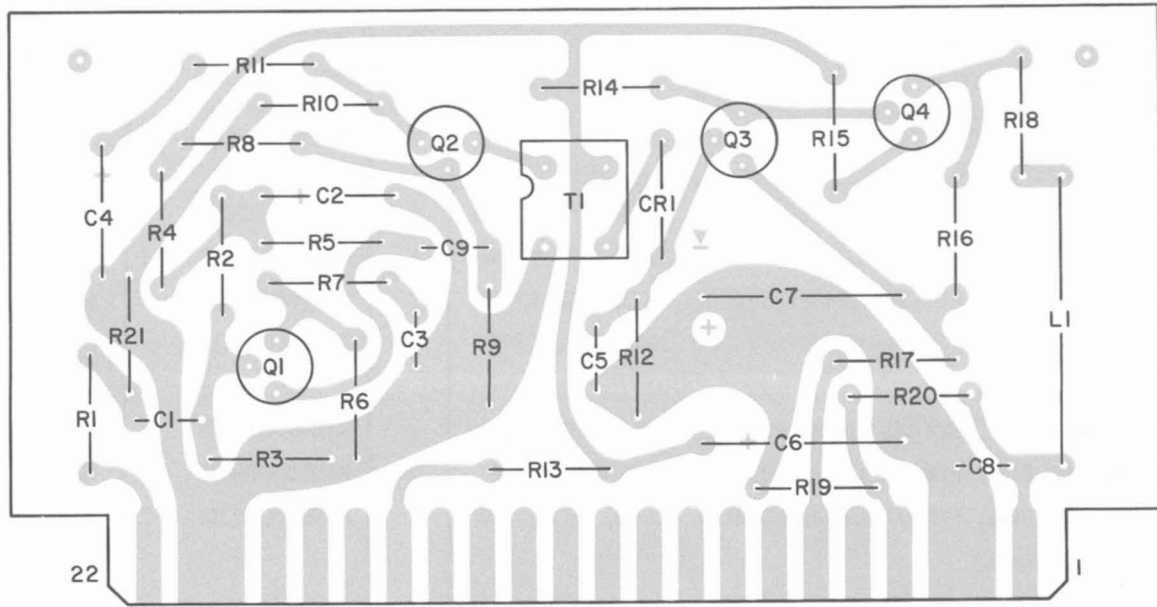 R11
R14
R10
Q4
R18
R8
Q2
Q3
R15
+
C4
+
C2
T1
CR1
R4
R2
R5
C9
R16
R7
C7
L1
R21
C3
+
Q1
R9
C5
R12
R17
R20
R1
C1
R6
R3
+
C6
R13
C8
R19
22
1